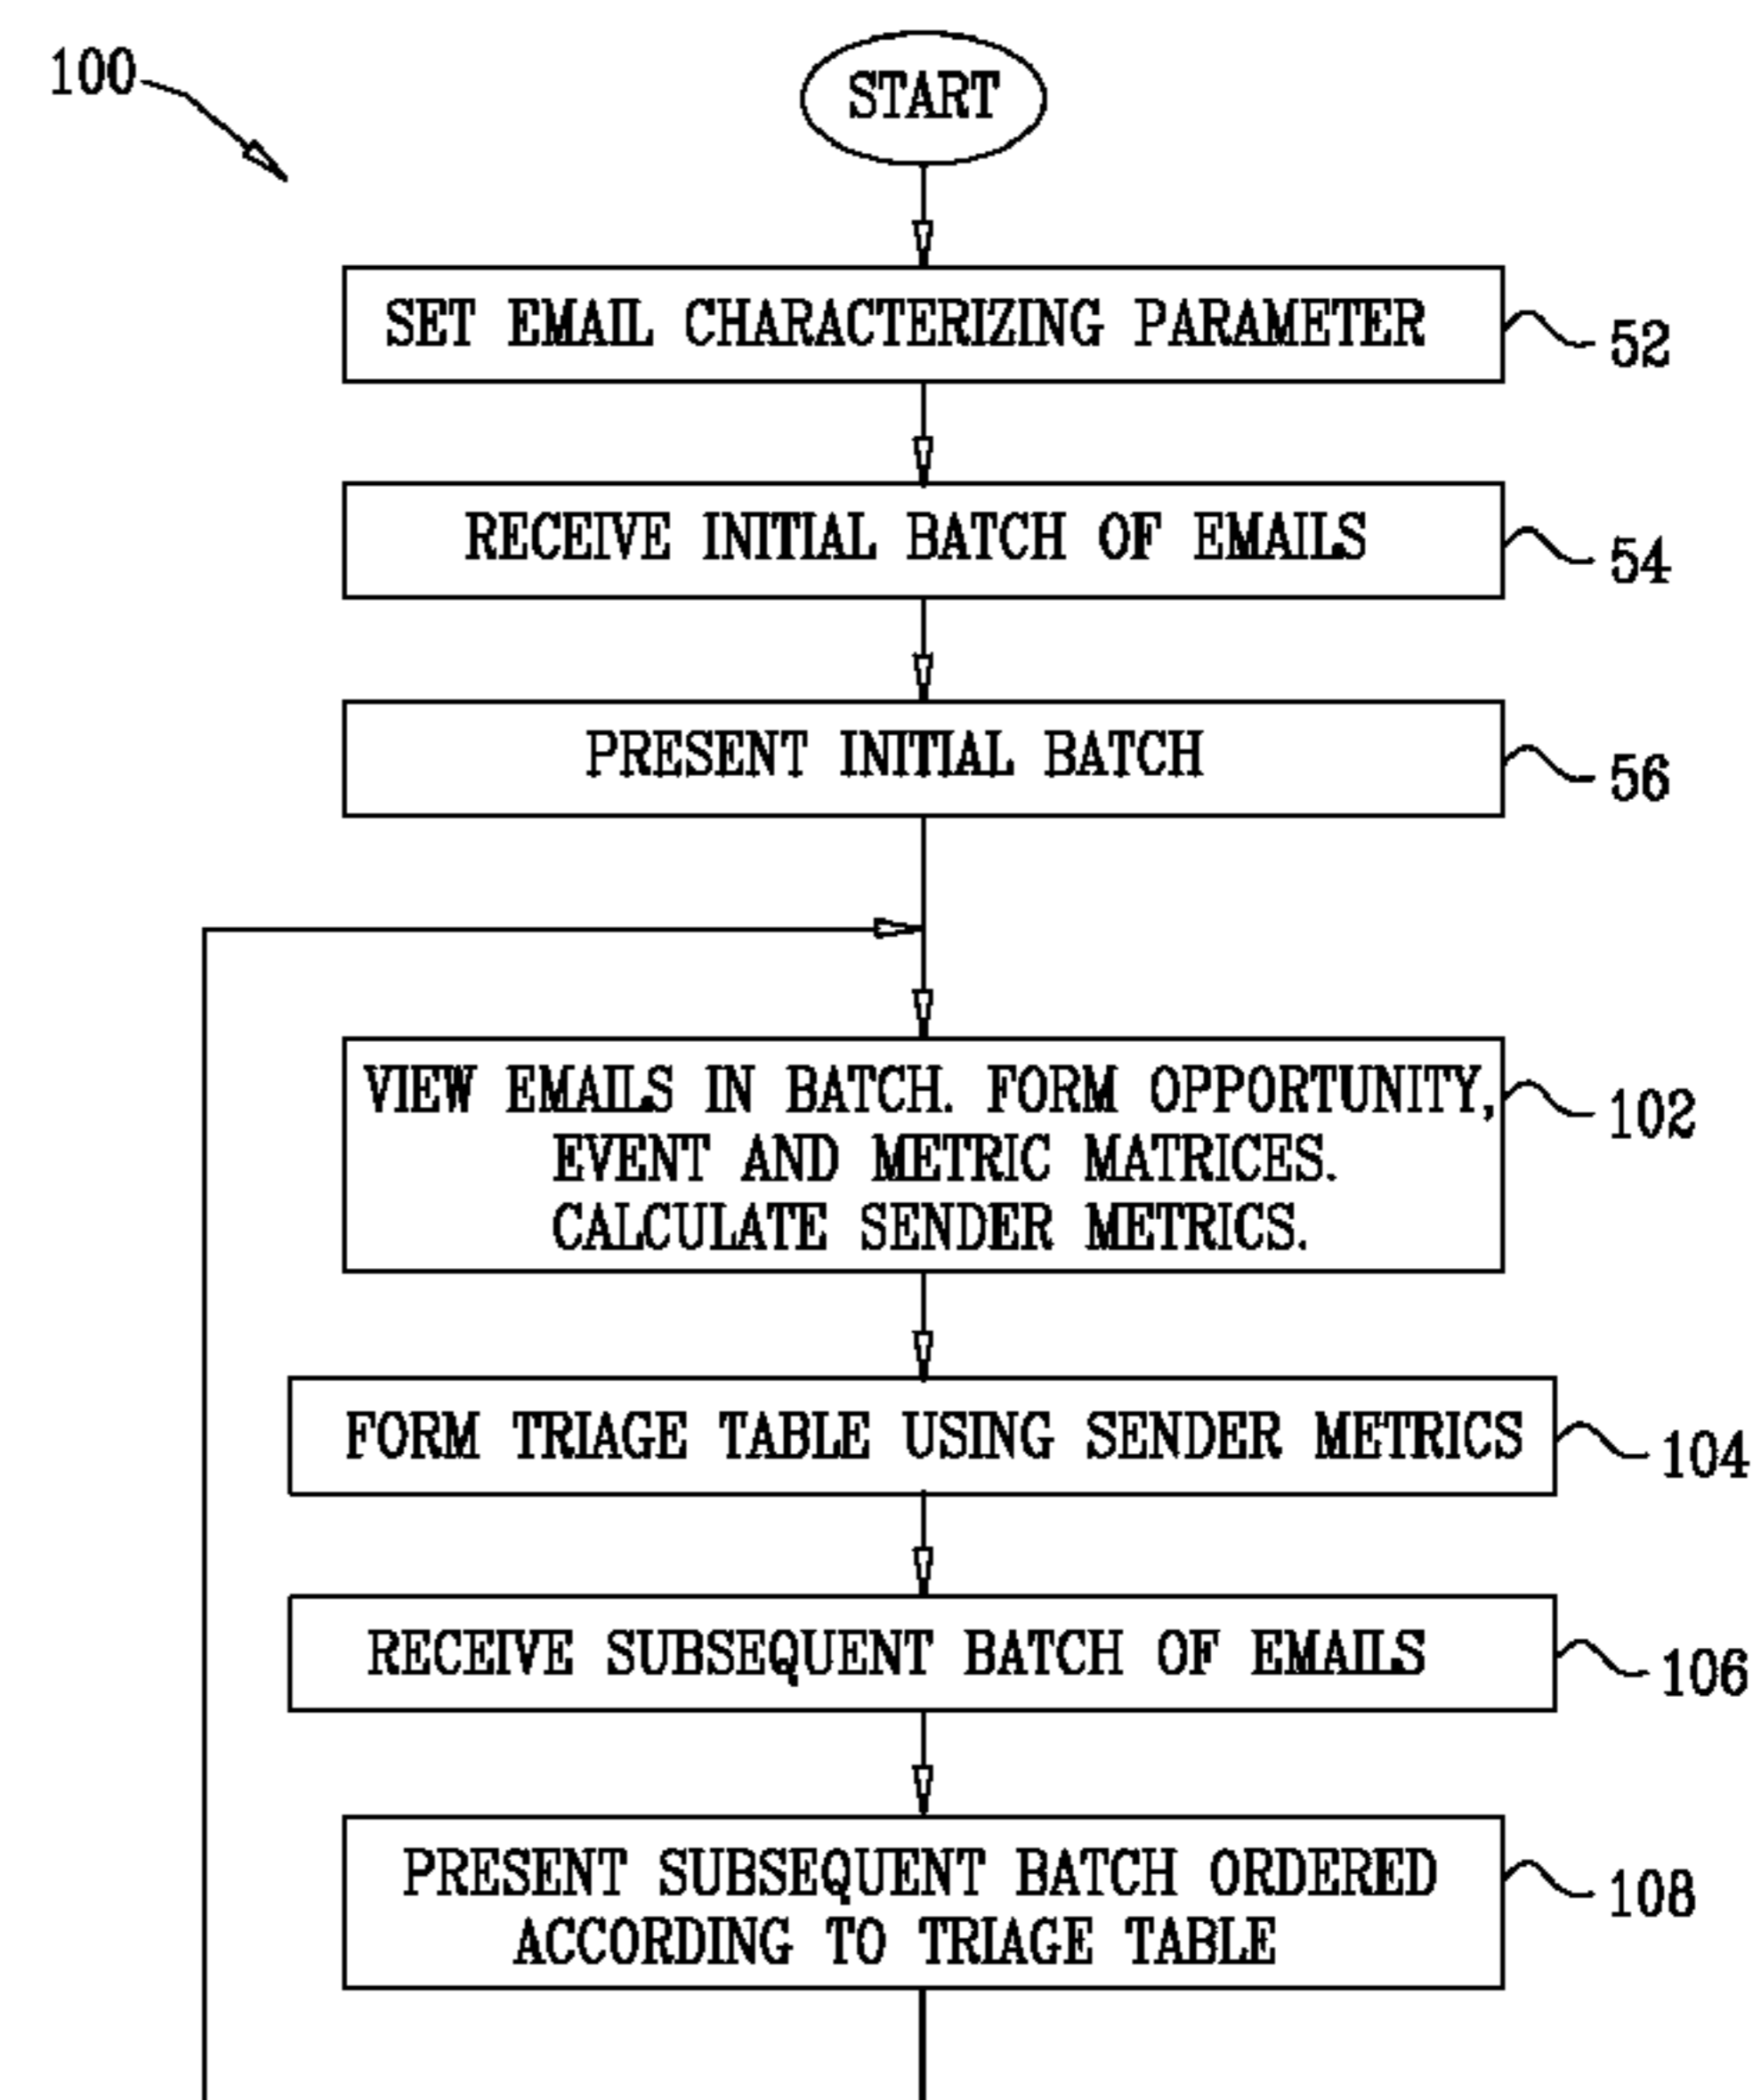 100
START
SET EMAIL CHARACTERIZING PARAMETER
52
RECEIVE INITIAL BATCH OF EMAILS
54
PRESENT INITIAL BATCH
56
VIEW EMAILS IN BATCH. FORM OPPORTUNITY,
EVENT AND METRIC MATRICES.
CALCULATE SENDER METRICS.
102
FORM TRIAGE TABLE USING SENDER METRICS
104
RECEIVE SUBSEQUENT BATCH OF EMAILS
106
PRESENT SUBSEQUENT BATCH ORDERED
ACCORDING TO TRIAGE TABLE
108